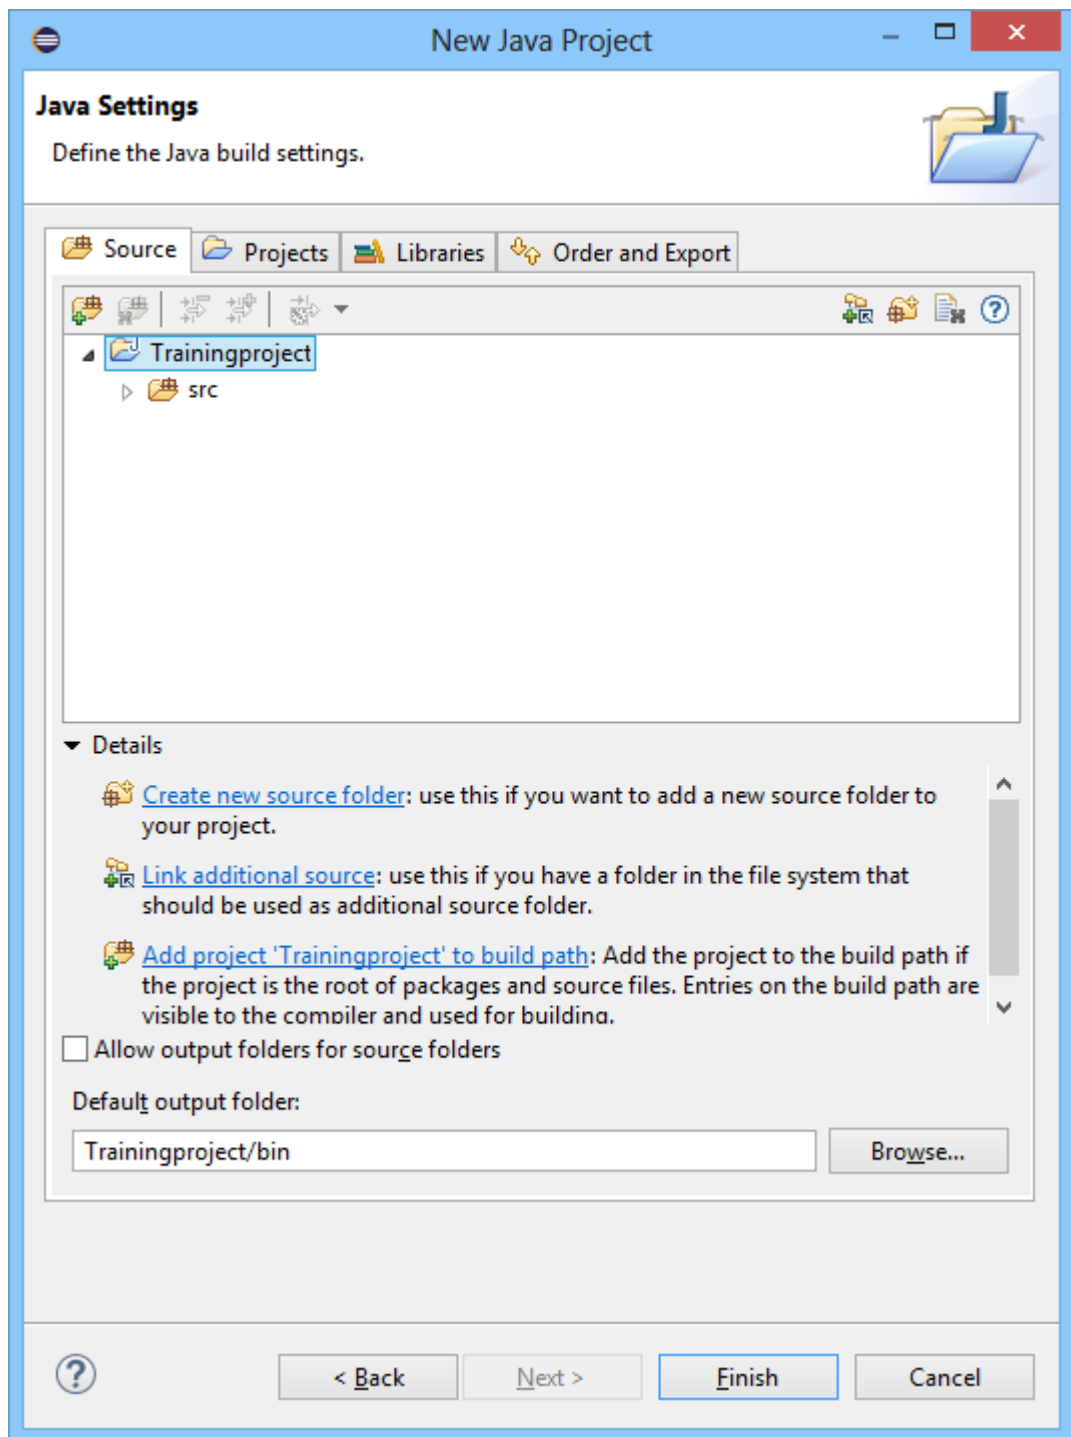 New Java Project
Java Settings
Define the Java build settings.
Source
Projects
Libraries
Order and Export
Trainingproject
src
Details
Create new source folder: use this if you want to add a new source folder to
your project.
Link additional source: use this if you have a folder in the file system that
should be used as additional source folder.
Add project 'Trainingproject' to build path: Add the project to the build path if
the project is the root of packages and source files. Entries on the build path are
visible to the compiler and used for building.
Allow output folders for source folders
Default output folder:
Trainingproject/bin
Browse...
< Back
Next >
Finish
Cancel